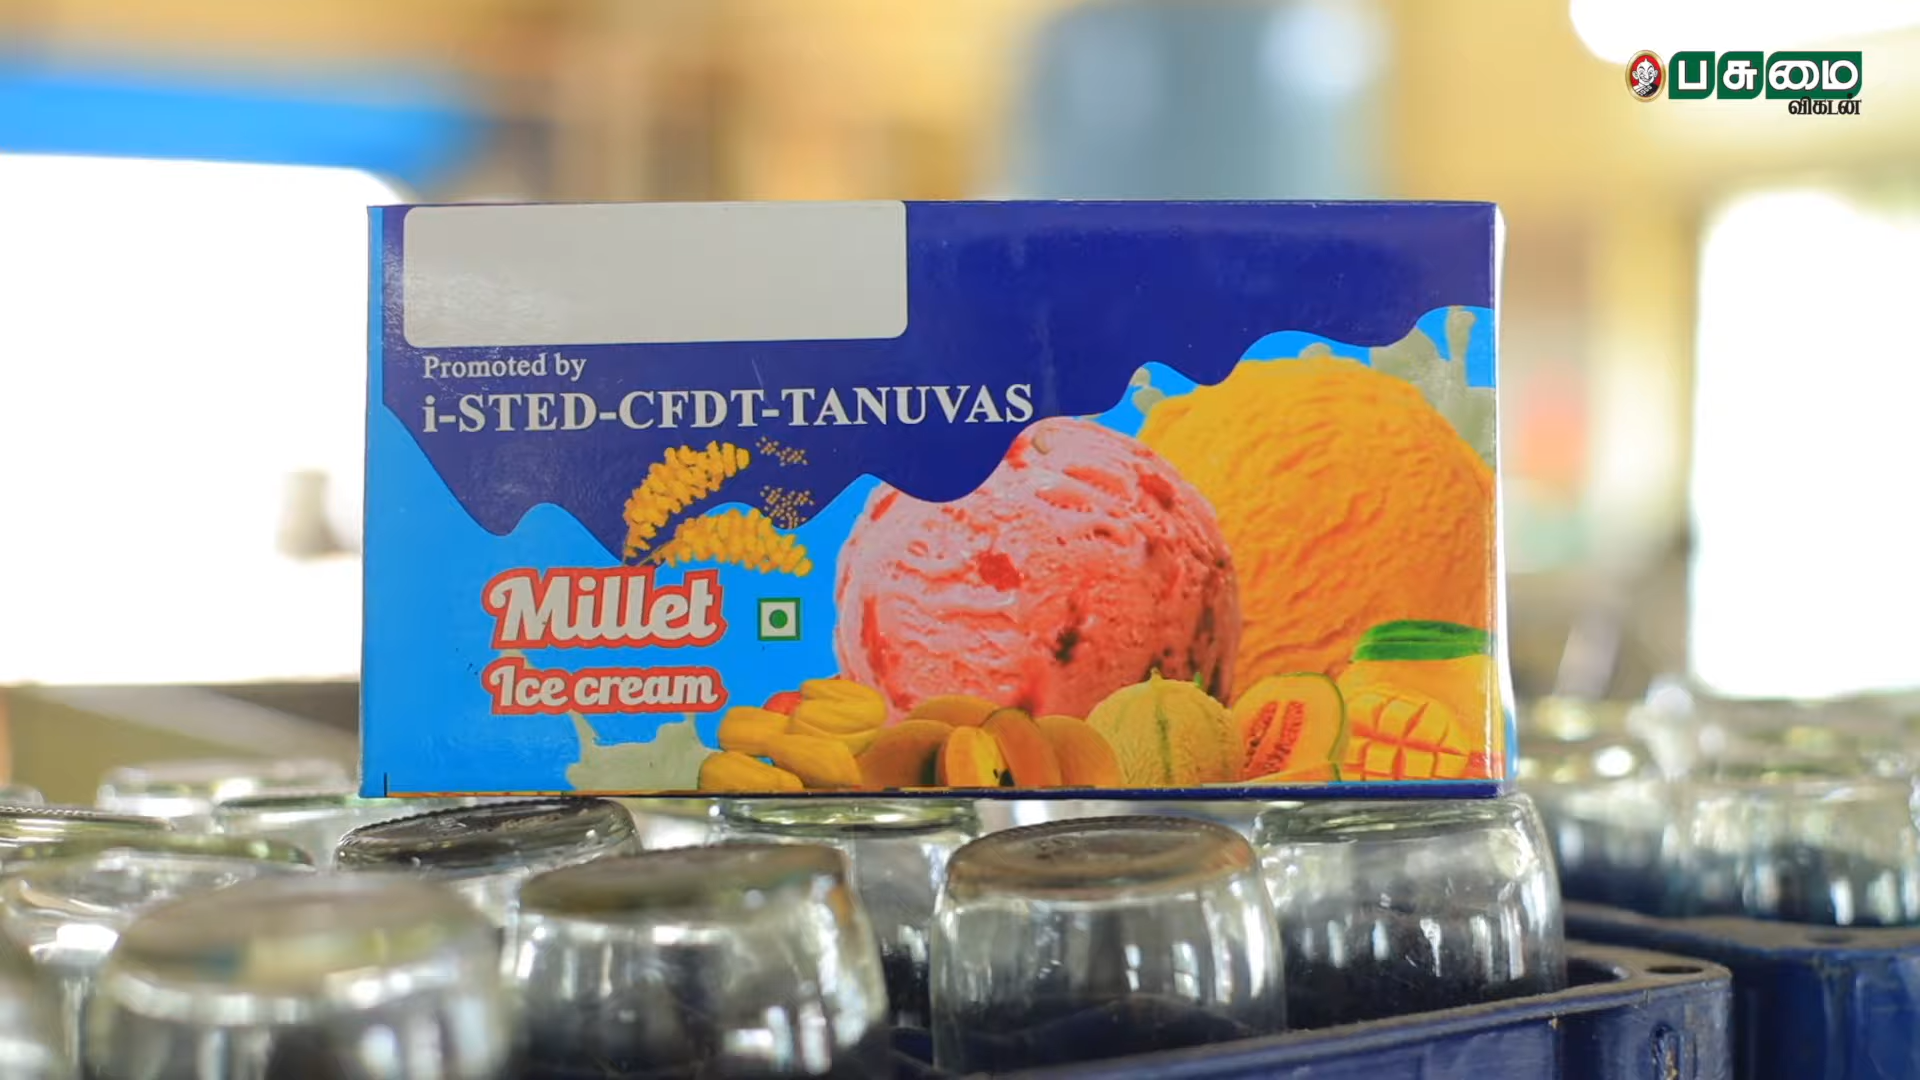 பசுமை
விகடன்
Promoted by
i-STED-CFDT-TANUVAS
Millet
Ice cream